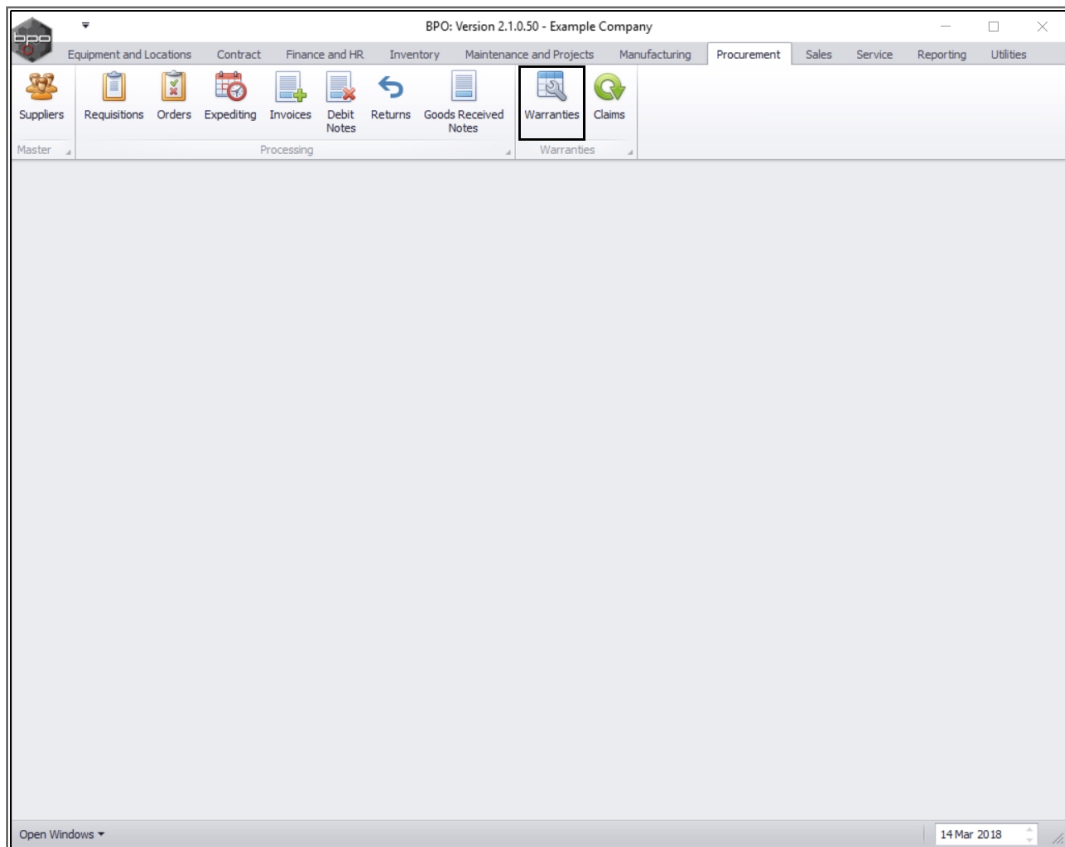 BPO: Version 2.1.0.50 - Example Company
bpo
Equipment and Locations Contract Finance and HR Inventory Maintenance and Projects Manufacturing Procurement Sales Service Reporting Utilities
Suppliers Requisitions Orders Expediting Invoices Debit Returns Goods Received Warranties Claims
Notes Notes
Master Processing Warranties
Open Windows 14 Mar 2018